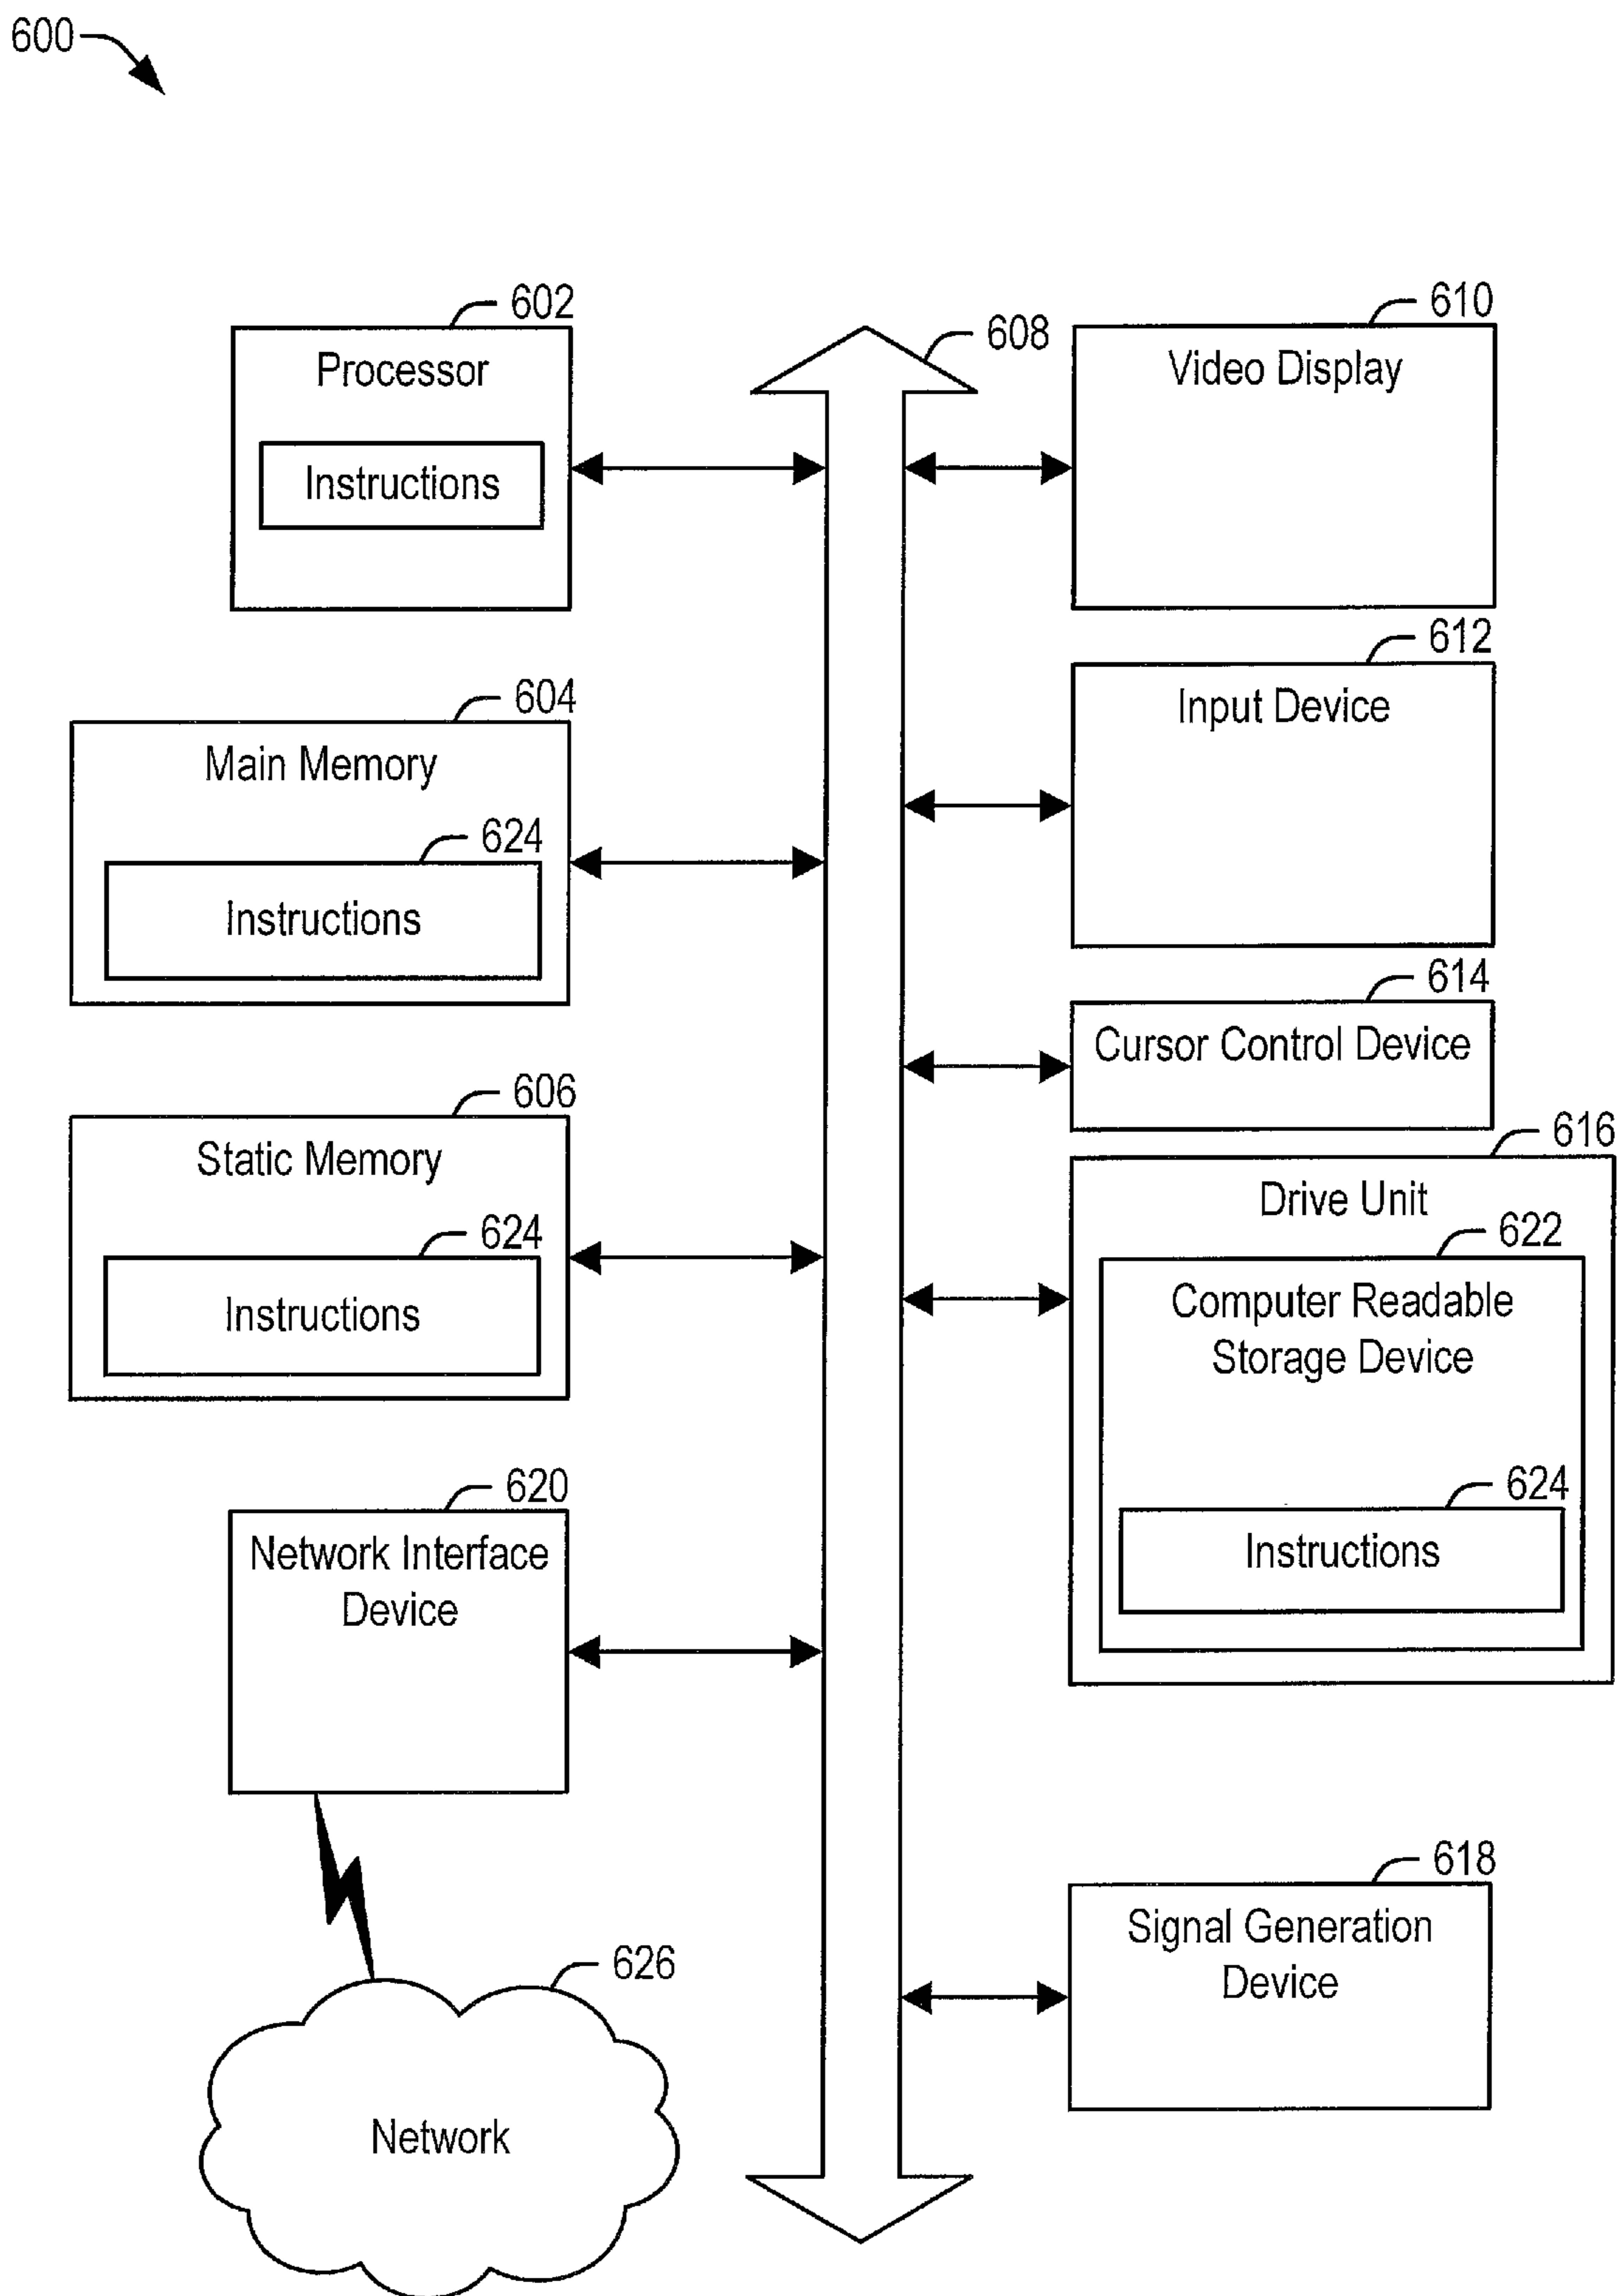 600
602
Processor
Instructions
604
Main Memory
624
Instructions
606
Static Memory
624
Instructions
620
Network Interface
Device
626
Network
608
610
Video Display
612
Input Device
614
Cursor Control Device
616
Drive Unit
622
Computer Readable
Storage Device
624
Instructions
618
Signal Generation
Device